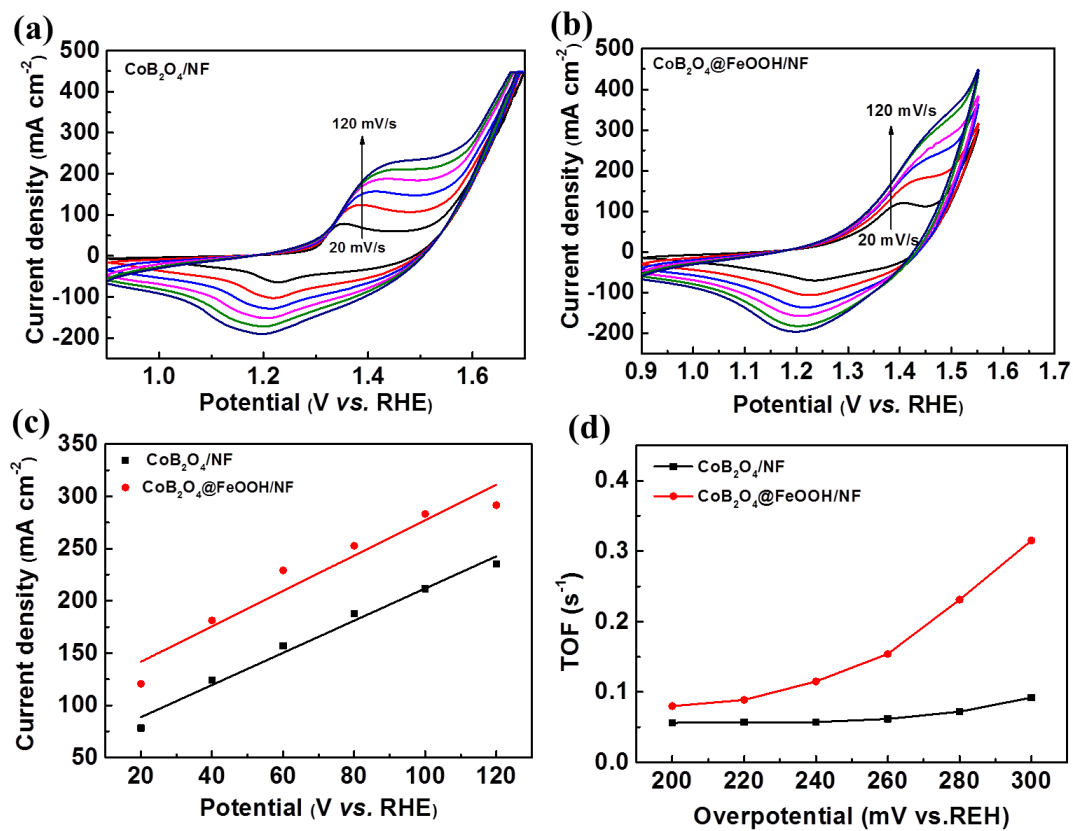 (a)
500
400
300
200
100
0
-100
-200
Current density (mA cm⁻²)
CoB₂O₄/NF
120 mV/s
20 mV/s
1.0 1.2 1.4 1.6
Potential (V vs. RHE)
(b)
500
400
300
200
100
0
-100
-200
Current density (mA cm⁻²)
CoB₂O₄@FeOOH/NF
120 mV/s
20 mV/s
0.9 1.0 1.1 1.2 1.3 1.4 1.5 1.6 1.7
Potential (V vs. RHE)
(c)
350
300
250
200
150
100
50
Current density (mA cm⁻²)
CoB₂O₄/NF
CoB₂O₄@FeOOH/NF
20 40 60 80 100 120
Potential (V vs. RHE)
(d)
0.4
0.3
0.2
0.1
0.0
TOF (s⁻¹)
CoB₂O₄/NF
CoB₂O₄@FeOOH/NF
200 220 240 260 280 300
Overpotential (mV vs.REH)